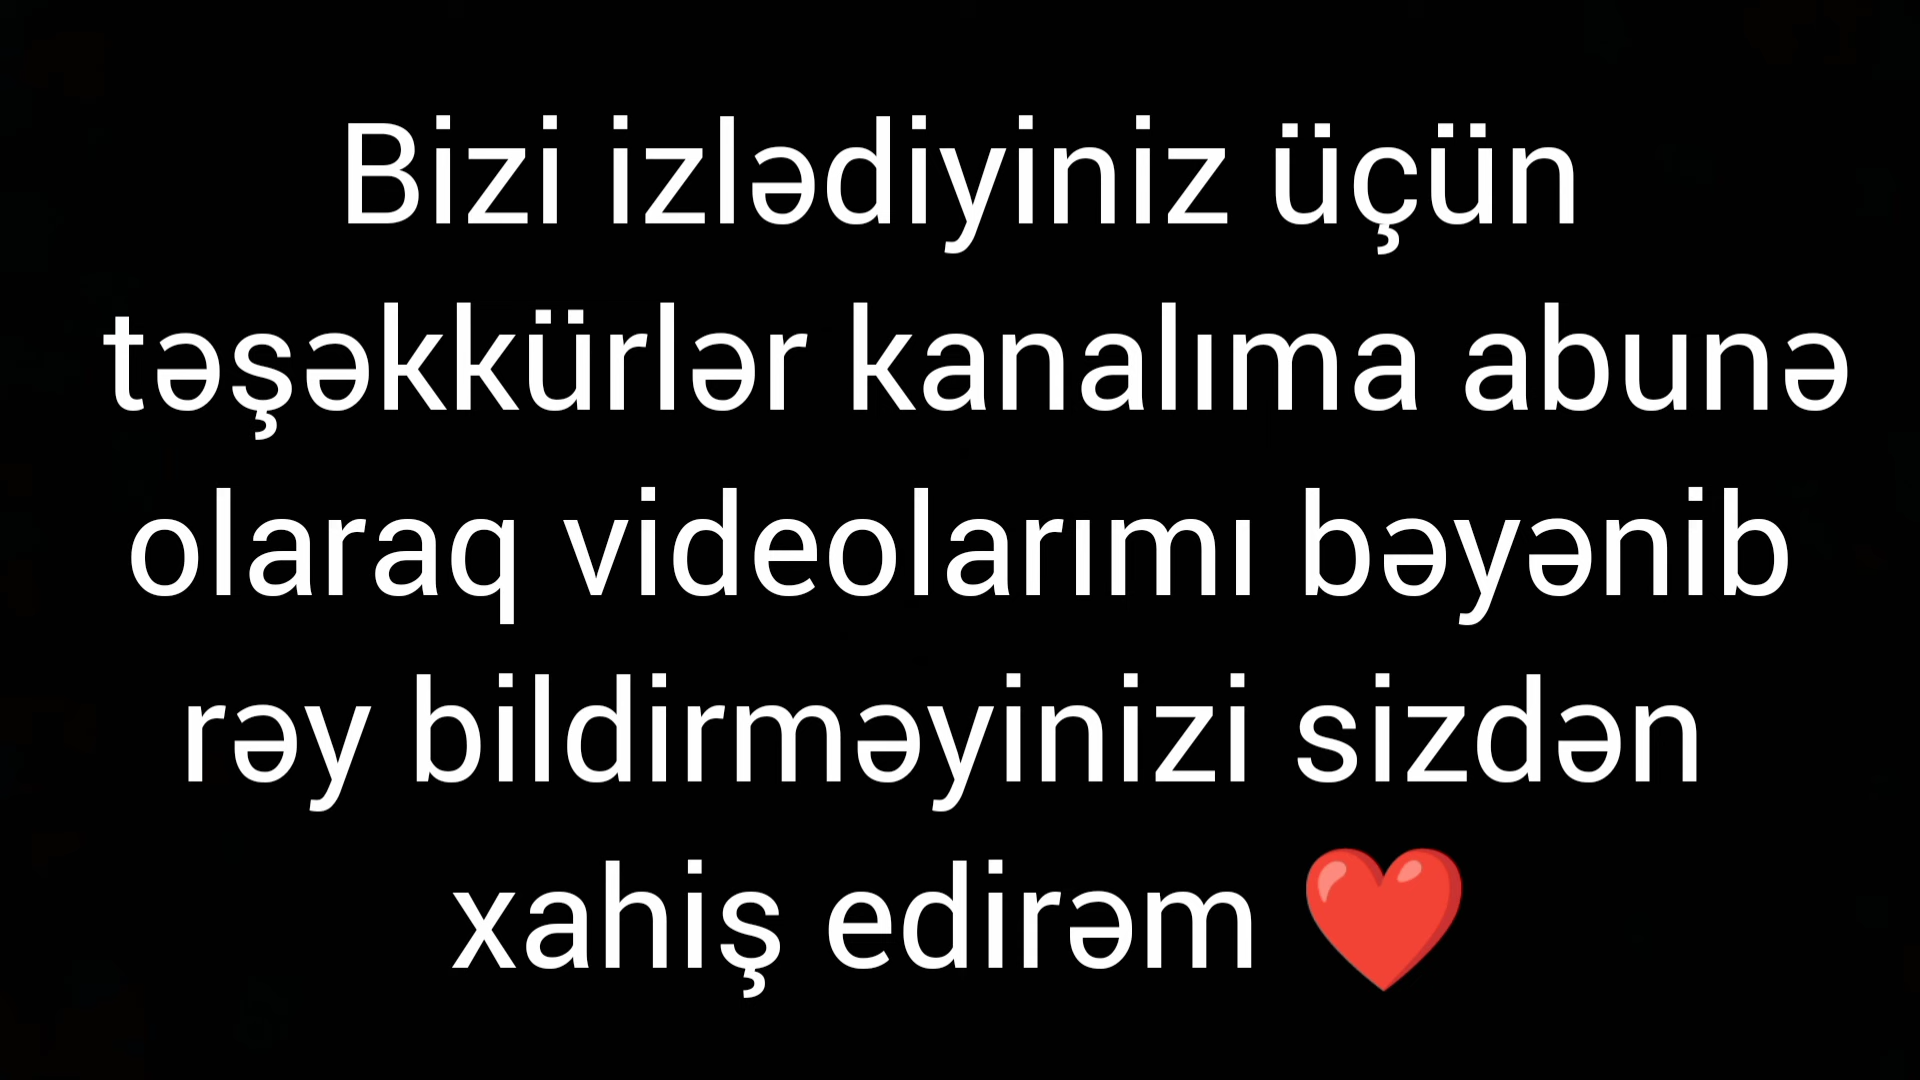 Bizi izlədiyiniz üçün
təşəkkürlər kanalıma abunə
olaraq videolarımı bəyənib
rəy bildirməyinizi sizdən
xahiş edirəm ❤️